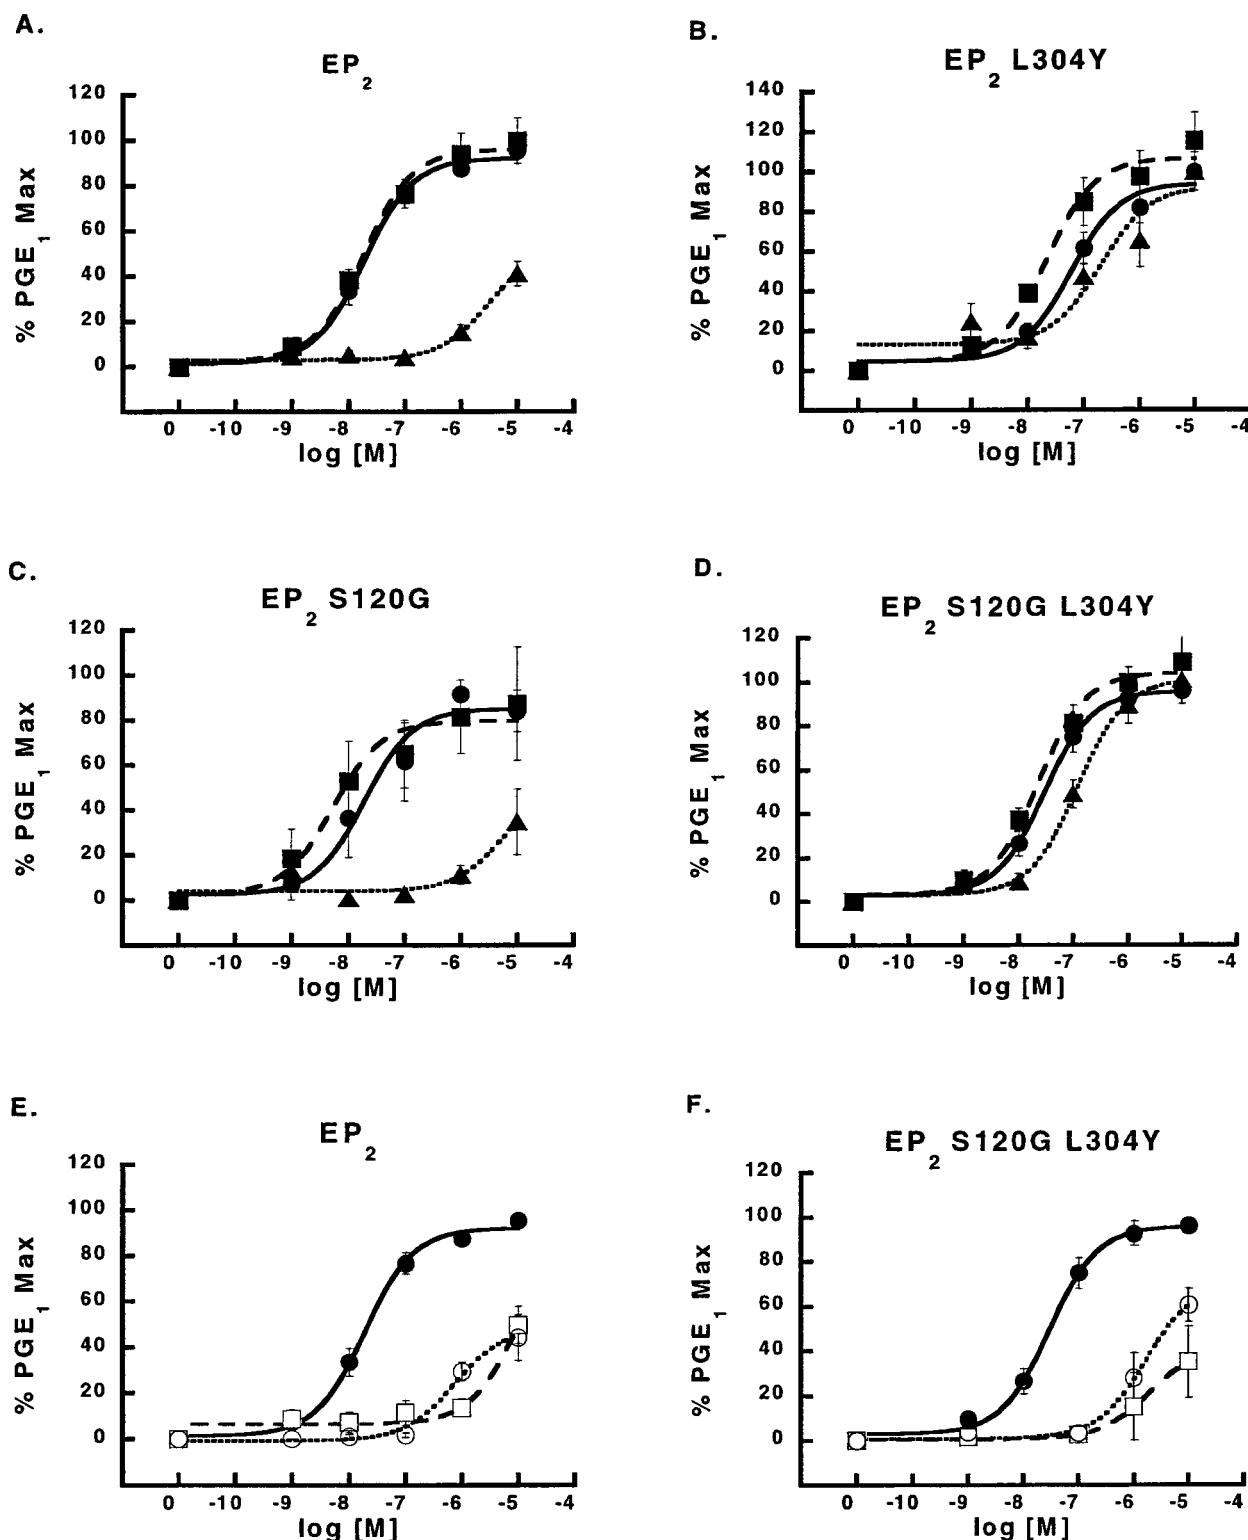 A.
EP2
120
100
80
60
40
20
0
% PGE1 Max
0 -10 -9 -8 -7 -6 -5 -4
log [M]
B.
EP2 L304Y
140
120
100
80
60
40
20
0
% PGE1 Max
0 -10 -9 -8 -7 -6 -5 -4
log [M]
C.
EP2 S120G
120
100
80
60
40
20
0
% PGE1 Max
0 -10 -9 -8 -7 -6 -5 -4
log [M]
D.
EP2 S120G L304Y
120
100
80
60
40
20
0
% PGE1 Max
0 -10 -9 -8 -7 -6 -5 -4
log [M]
E.
EP2
120
100
80
60
40
20
0
% PGE1 Max
0 -10 -9 -8 -7 -6 -5 -4
log [M]
F.
EP2 S120G L304Y
120
100
80
60
40
20
0
% PGE1 Max
0 -10 -9 -8 -7 -6 -5 -4
log [M]